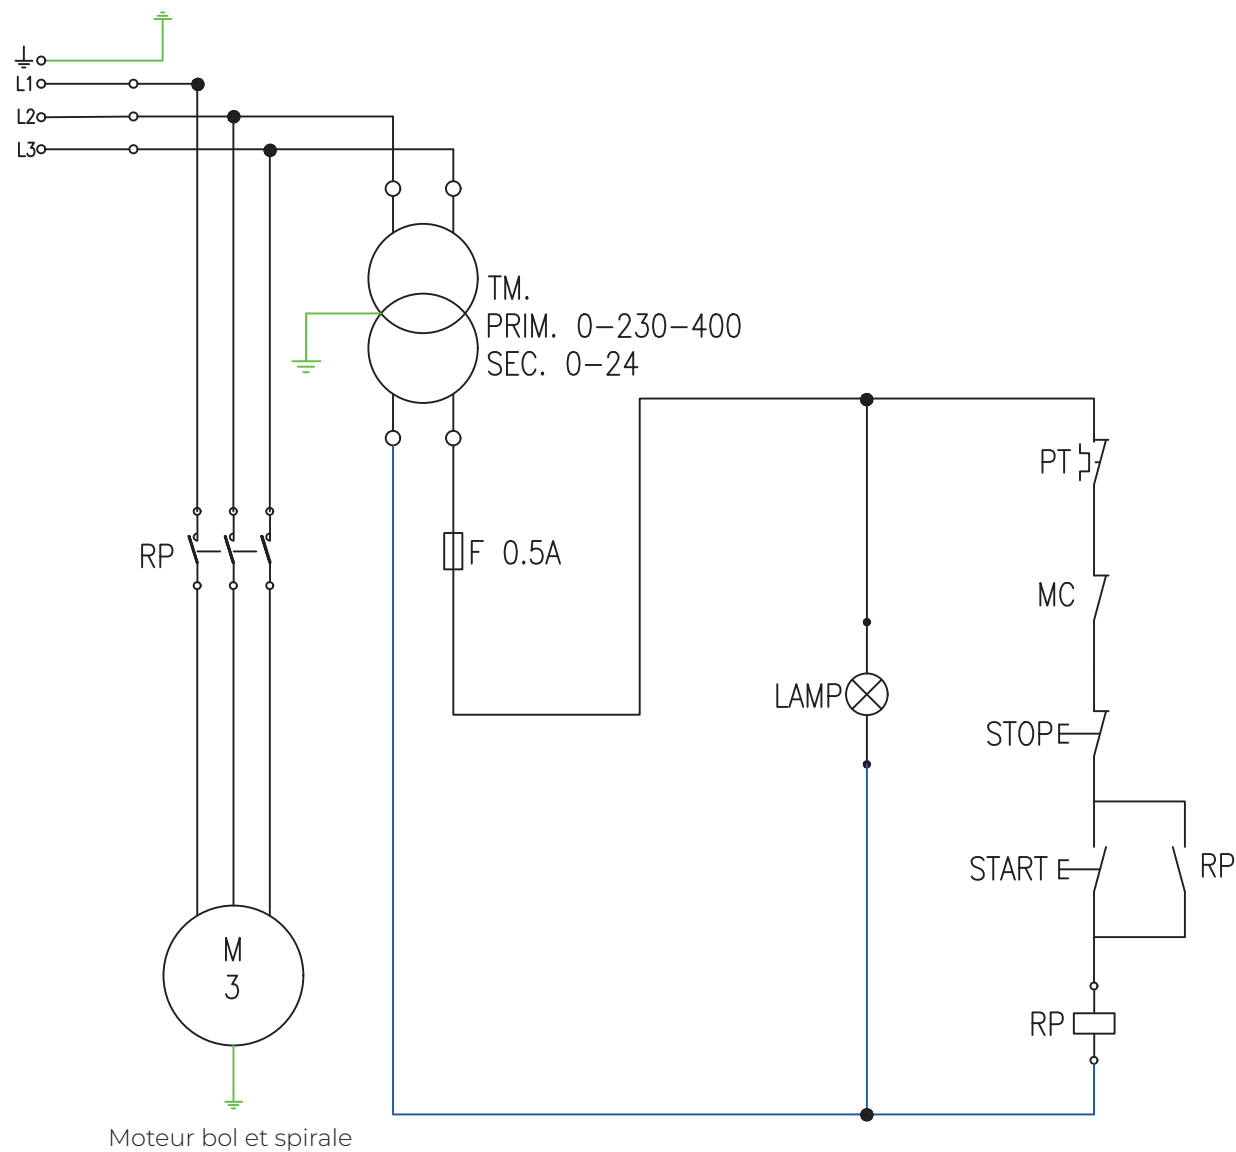 L1
L2
L3
TM.
PRIM. 0-230-400
SEC. 0-24
PT
RP
F 0.5A
MC
LAMP
STOP
START
RP
M
3
RP
Moteur bol et spirale